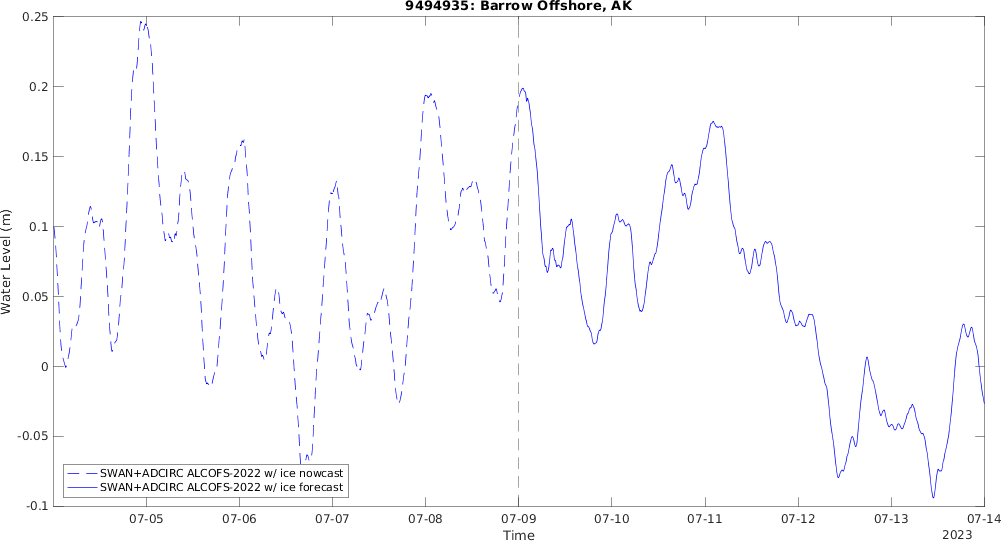 9494935: Barrow Offshore, AK
0.25
0.2
0.15
0.1
0.05
0
-0.05
-0.1
Water Level (m)
SWAN+ADCIRC ALCOFS-2022 w/ ice nowcast
SWAN+ADCIRC ALCOFS-2022 w/ ice forecast
07-05 07-06 07-07 07-08 07-09 07-10 07-11 07-12 07-13 07-14
Time
2023